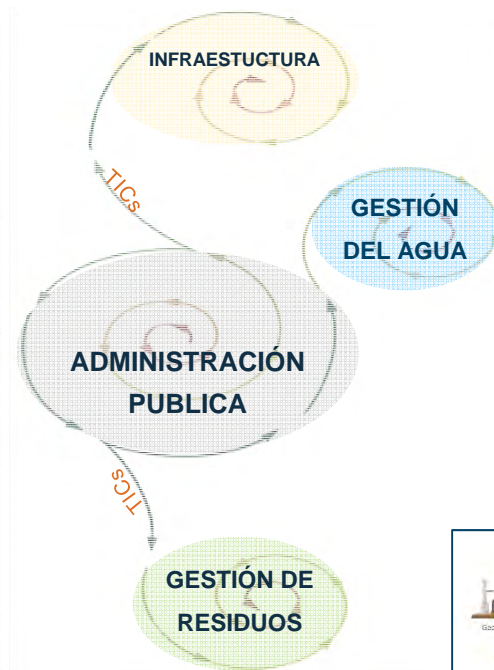 INFRAESTUCTURA
TICs
GESTIÓN
DEL AGUA
ADMINISTRACIÓN
PUBLICA
TICs
GESTIÓN DE
RESIDUOS